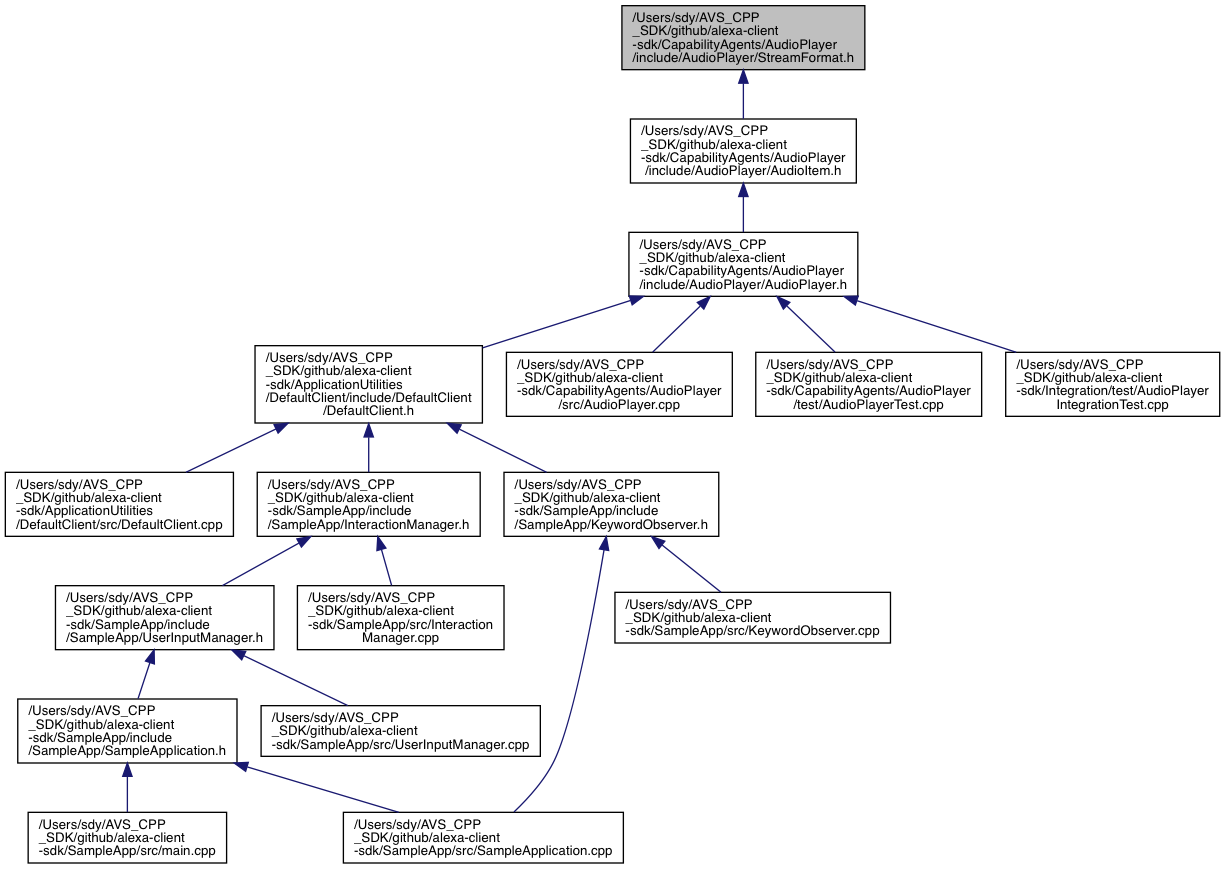 /Users/sdy/AVS_CPP
_SDK/github/alexa-client
-sdk/CapabilityAgents/AudioPlayer
/include/AudioPlayer/StreamFormat.h
/Users/sdy/AVS_CPP
_SDK/github/alexa-client
-sdk/CapabilityAgents/AudioPlayer
/include/AudioPlayer/AudioItem.h
/Users/sdy/AVS_CPP
_SDK/github/alexa-client
-sdk/CapabilityAgents/AudioPlayer
/include/AudioPlayer/AudioPlayer.h
/Users/sdy/AVS_CPP
_SDK/github/alexa-client
-sdk/ApplicationUtilities
/DefaultClient/include/DefaultClient
/DefaultClient.h
/Users/sdy/AVS_CPP
_SDK/github/alexa-client
-sdk/CapabilityAgents/AudioPlayer
/src/AudioPlayer.cpp
/Users/sdy/AVS_CPP
_SDK/github/alexa-client
-sdk/CapabilityAgents/AudioPlayer
/test/AudioPlayerTest.cpp
/Users/sdy/AVS_CPP
_SDK/github/alexa-client
-sdk/Integration/test/AudioPlayer
IntegrationTest.cpp
/Users/sdy/AVS_CPP
_SDK/github/alexa-client
-sdk/ApplicationUtilities
/DefaultClient/src/DefaultClient.cpp
/Users/sdy/AVS_CPP
_SDK/github/alexa-client
-sdk/SampleApp/include
/SampleApp/InteractionManager.h
/Users/sdy/AVS_CPP
_SDK/github/alexa-client
-sdk/SampleApp/include
/SampleApp/KeywordObserver.h
/Users/sdy/AVS_CPP
_SDK/github/alexa-client
-sdk/SampleApp/include
/SampleApp/UserInputManager.h
/Users/sdy/AVS_CPP
_SDK/github/alexa-client
-sdk/SampleApp/src/Interaction
Manager.cpp
/Users/sdy/AVS_CPP
_SDK/github/alexa-client
-sdk/SampleApp/src/KeywordObserver.cpp
/Users/sdy/AVS_CPP
_SDK/github/alexa-client
-sdk/SampleApp/include
/SampleApp/SampleApplication.h
/Users/sdy/AVS_CPP
_SDK/github/alexa-client
-sdk/SampleApp/src/UserInputManager.cpp
/Users/sdy/AVS_CPP
_SDK/github/alexa-client
-sdk/SampleApp/src/main.cpp
/Users/sdy/AVS_CPP
_SDK/github/alexa-client
-sdk/SampleApp/src/SampleApplication.cpp